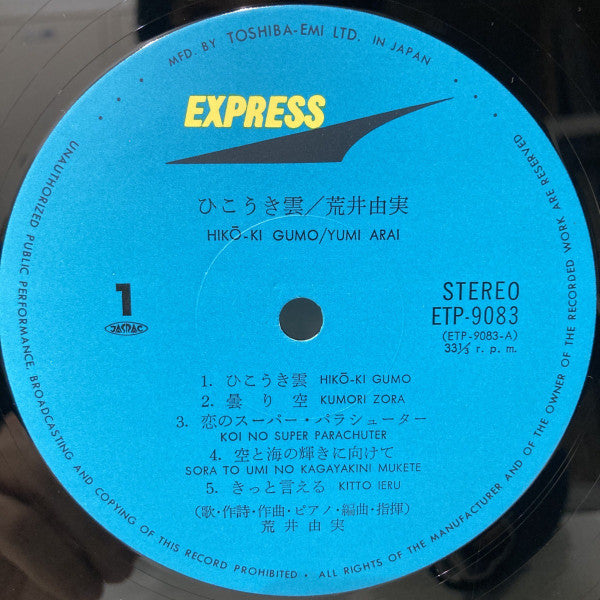 MFD. BY TOSHIBA-EMI LTD. IN JAPAN
EXPRESS
ひこうき雲/荒井由実
HIKŌ-KI GUMO/YUMI ARAI
1
JASRAC
STEREO
ETP-9083
(ETP-9083-A)
33⅓ r. p. m.
1. ひこうき雲 HIKŌ-KI GUMO
2. 曇り空 KUMORI ZORA
3. 恋のスーパー・パラシューター
KOI NO SUPER PARACHUTER
4. 空と海の輝きに向けて
SORA TO UMI NO KAGAYAKINI MUKETE
5. きっと言える KITTO IERU
(歌・作詩・作曲・ピアノ・編曲・指揮)
荒井由実
UNAUTHORIZED PUBLIC PERFORMANCE, BROADCASTING AND COPYING OF THIS RECORD PROHIBITED • ALL RIGHTS OF THE MANUFACTURER AND OF THE OWNER OF THE RECORDED WORK ARE RESERVED